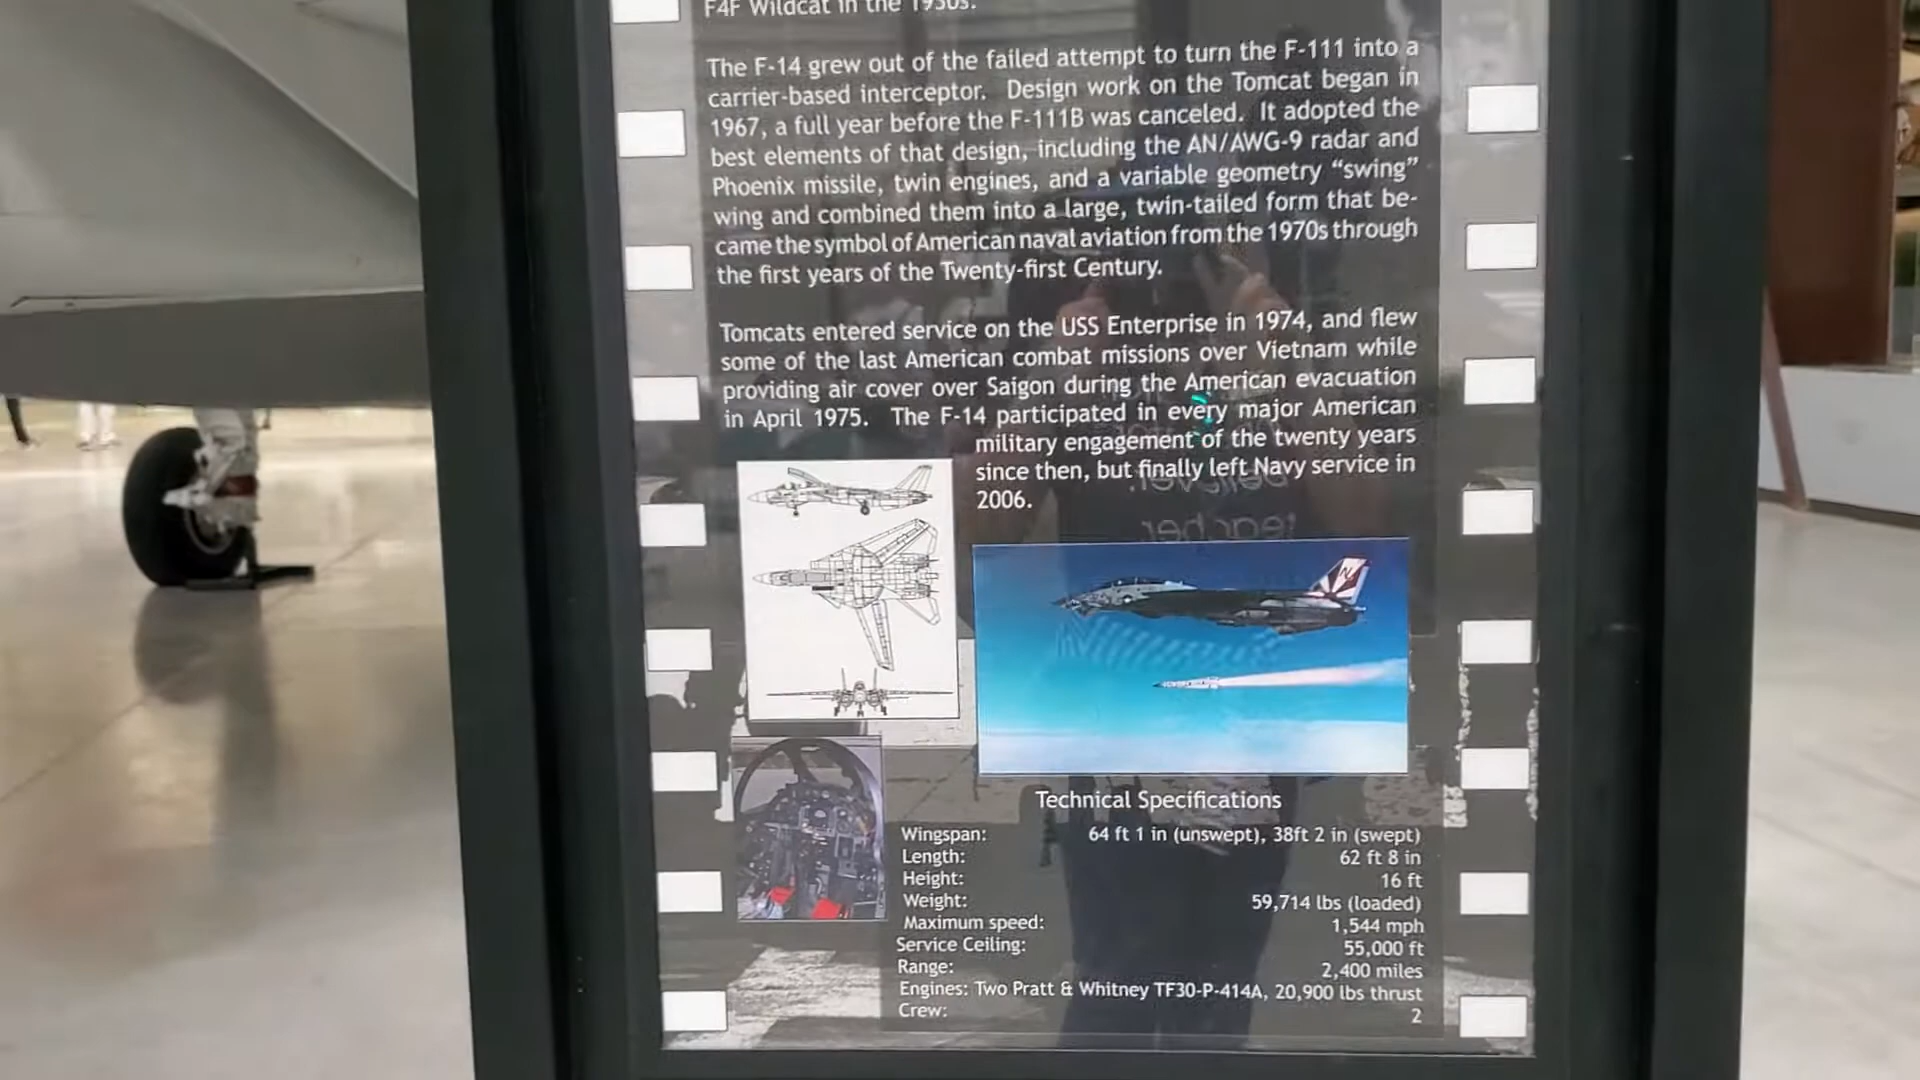 F4F Wildcat in the 1930s.
The F-14 grew out of the failed attempt to turn the F-111 into a
carrier-based interceptor. Design work on the Tomcat began in
1967, a full year before the F-111B was canceled. It adopted the
best elements of that design, including the AN/AWG-9 radar and
Phoenix missile, twin engines, and a variable geometry “swing”
wing and combined them into a large, twin-tailed form that be-
came the symbol of American naval aviation from the 1970s through
the first years of the Twenty-first Century.
Tomcats entered service on the USS Enterprise in 1974, and flew
some of the last American combat missions over Vietnam while
providing air cover over Saigon during the American evacuation
in April 1975. The F-14 participated in every major American
military engagement of the twenty years
since then, but finally left Navy service in
2006.
Technical Specifications
Wingspan: 64 ft 1 in (unswept), 38ft 2 in (swept)
Length: 62 ft 8 in
Height: 16 ft
Weight: 59,714 lbs (loaded)
Maximum speed: 1,544 mph
Service Ceiling: 55,000 ft
Range: 2,400 miles
Engines: Two Pratt & Whitney TF30-P-414A, 20,900 lbs thrust
Crew: 2